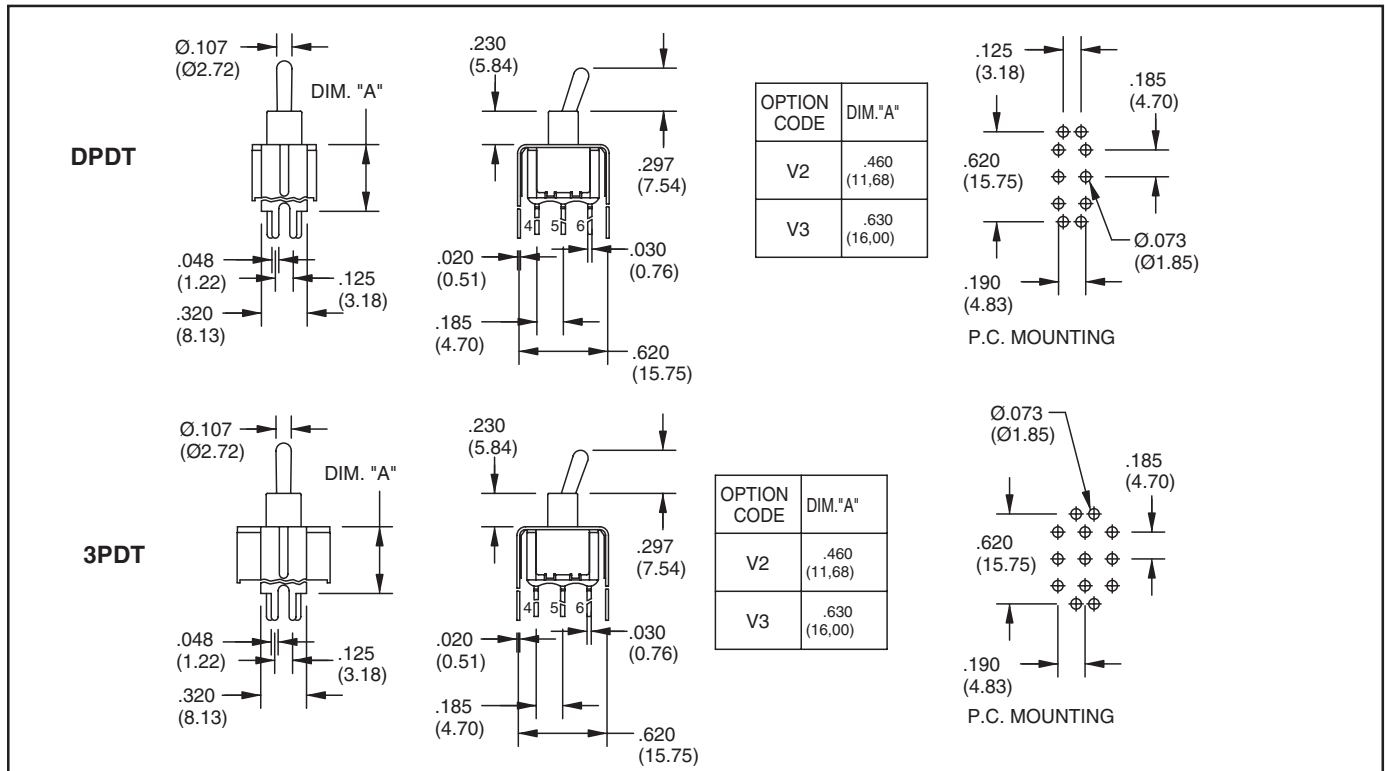 DPDT
Ø.107
(Ø2.72)
DIM. "A"
.048
(1.22)
.125
(3.18)
.320
(8.13)
.230
(5.84)
.297
(7.54)
4 5 6
.020
(0.51)
.030
(0.76)
.185
(4.70)
.620
(15.75)
OPTION CODE DIM."A"
V2 .460 (11,68)
V3 .630 (16,00)
.125
(3.18)
.185
(4.70)
.620
(15.75)
Ø.073
(Ø1.85)
.190
(4.83)
P.C. MOUNTING
3PDT
Ø.107
(Ø2.72)
DIM. "A"
.048
(1.22)
.125
(3.18)
.320
(8.13)
.230
(5.84)
.297
(7.54)
4 5 6
.020
(0.51)
.030
(0.76)
.185
(4.70)
.620
(15.75)
OPTION CODE DIM."A"
V2 .460 (11,68)
V3 .630 (16,00)
Ø.073
(Ø1.85)
.185
(4.70)
.620
(15.75)
.190
(4.83)
P.C. MOUNTING